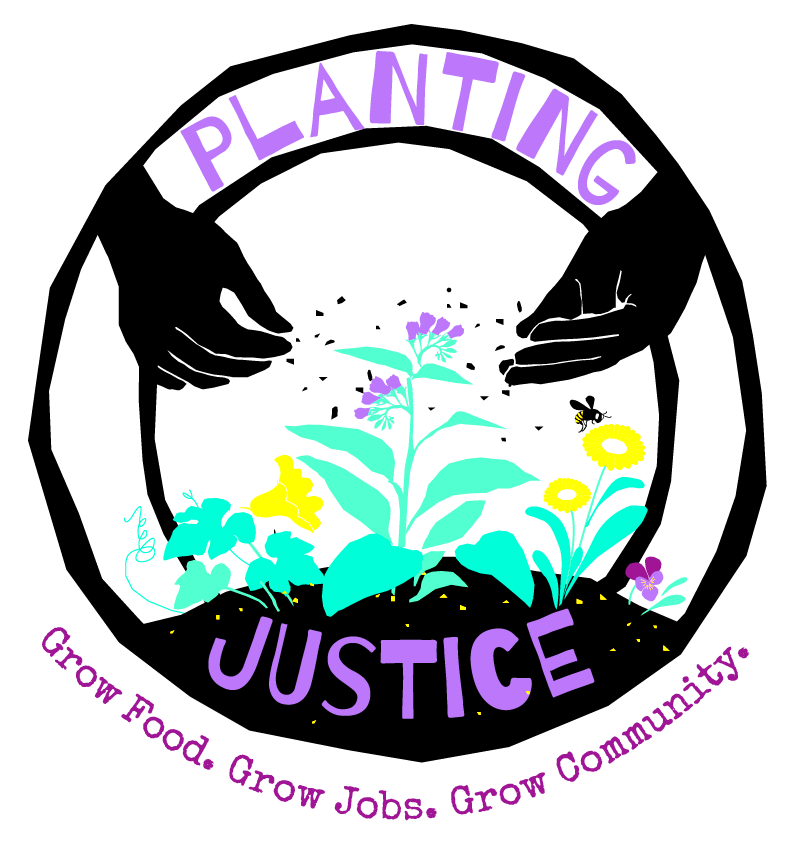 PLANTING
JUSTICE
Grow Food. Grow Jobs. Grow Community.